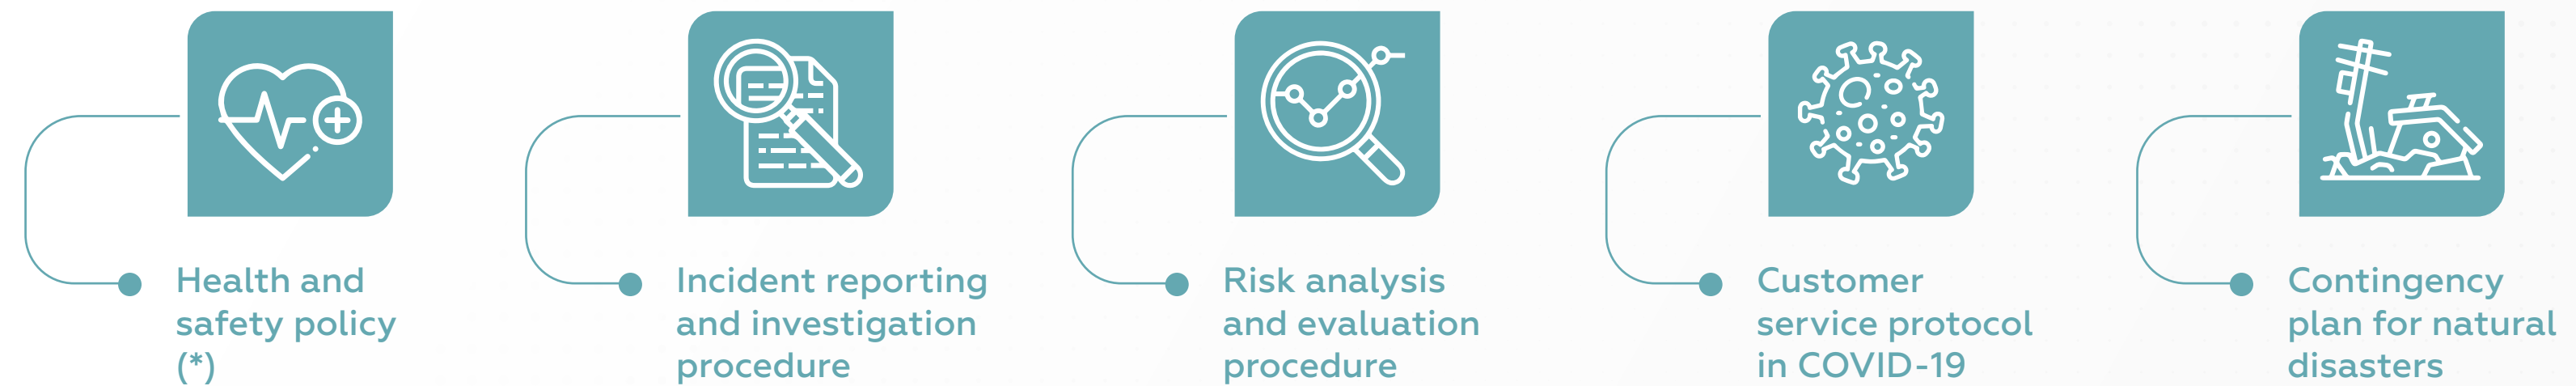 Health and
safety policy
(*)
Incident reporting
and investigation
procedure
Risk analysis
and evaluation
procedure
Customer
service protocol
in COVID-19
Contingency
plan for natural
disasters